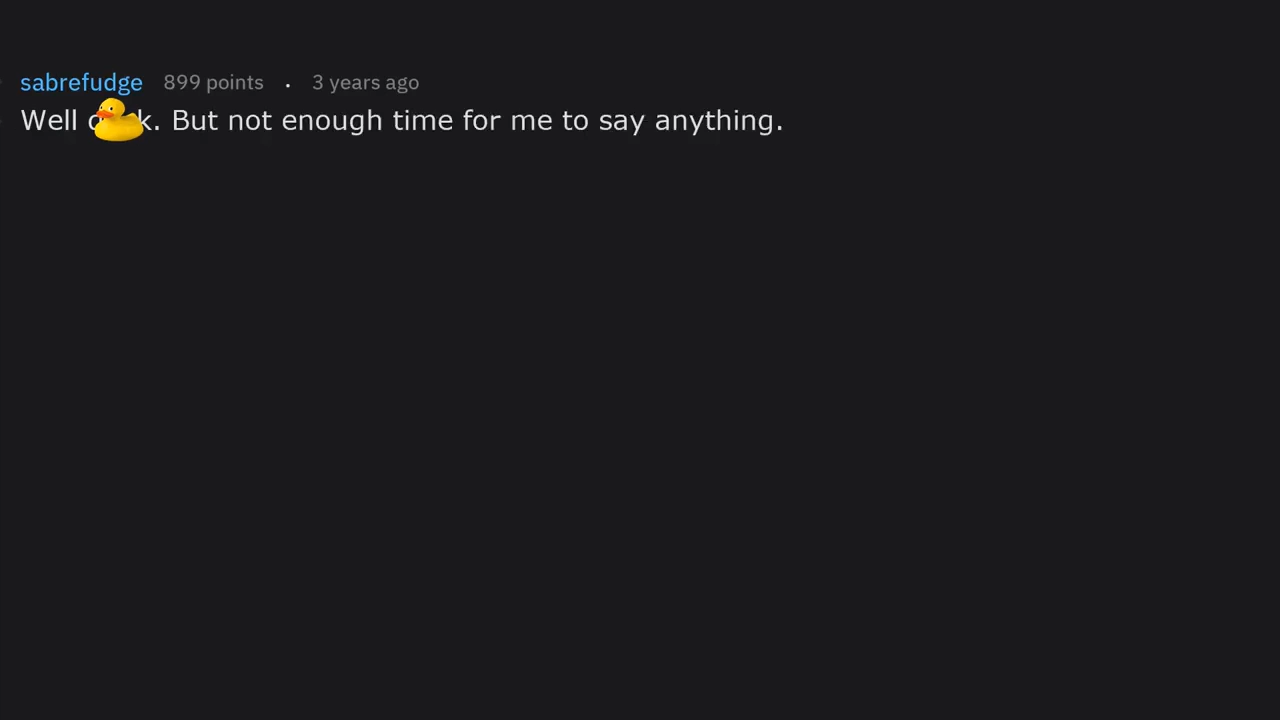 sabrefudge 899 points . 3 years ago
Well But not enough time for me to say anything.